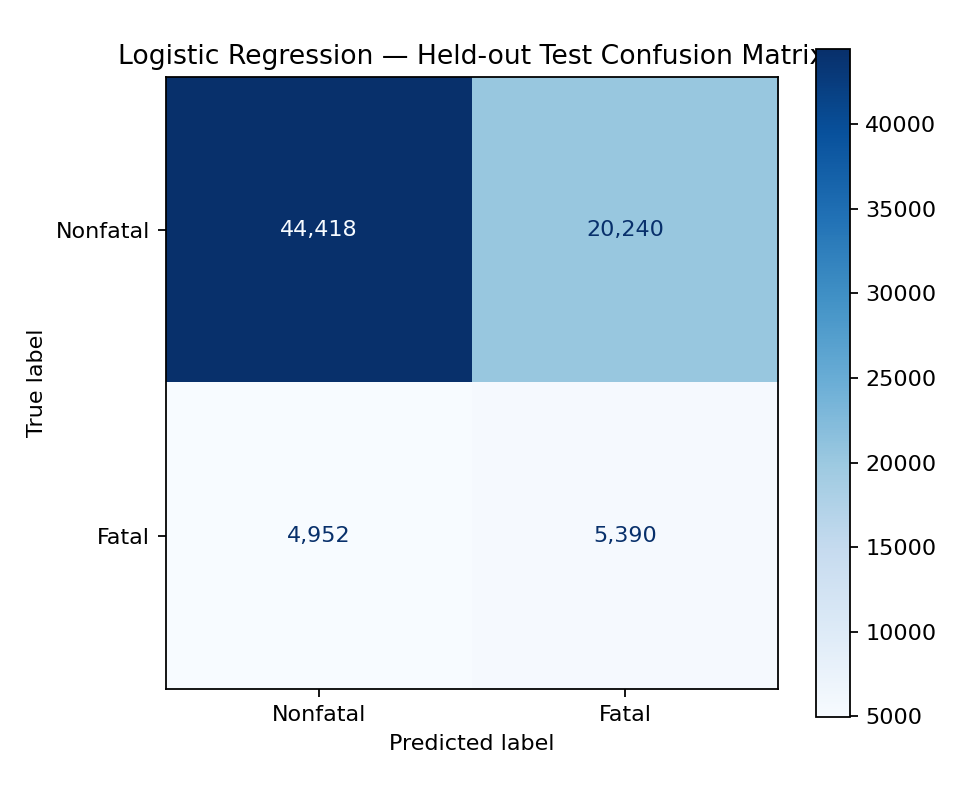 Logistic Regression — Held-out Test Confusion Matrix
40000
35000
30000
25000
20000
15000
10000
5000
True label
Nonfatal
44,418
20,240
Fatal
4,952
5,390
Nonfatal
Fatal
Predicted label